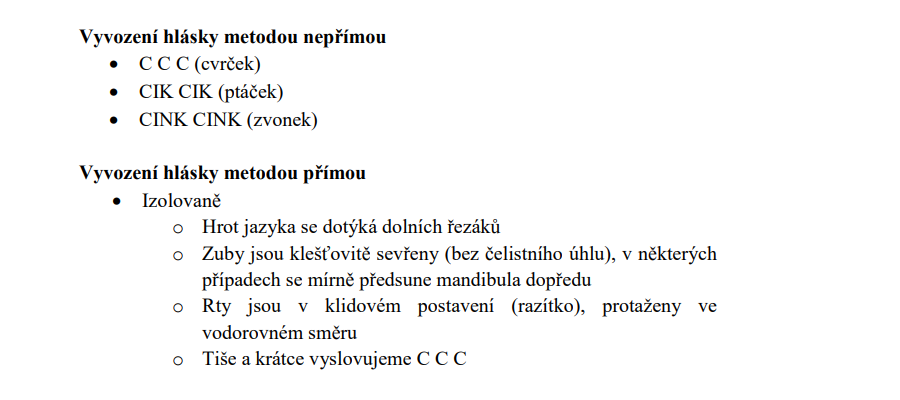 Vyvození hlásky metodou nepřímou
• C C C (cvrček)
• CIK CIK (ptáček)
• CINK CINK (zvonek)
Vyvození hlásky metodou přímou
• Izolovaně
o Hrot jazyka se dotýká dolních řezáků
o Zuby jsou klešťovitě sevřeny (bez čelistního úhlu), v některých
případech se mírně předsune mandibula dopředu
o Rty jsou v klidovém postavení (razítko), protaženy ve
vodorovném směru
o Tiše a krátce vyslovujeme C C C